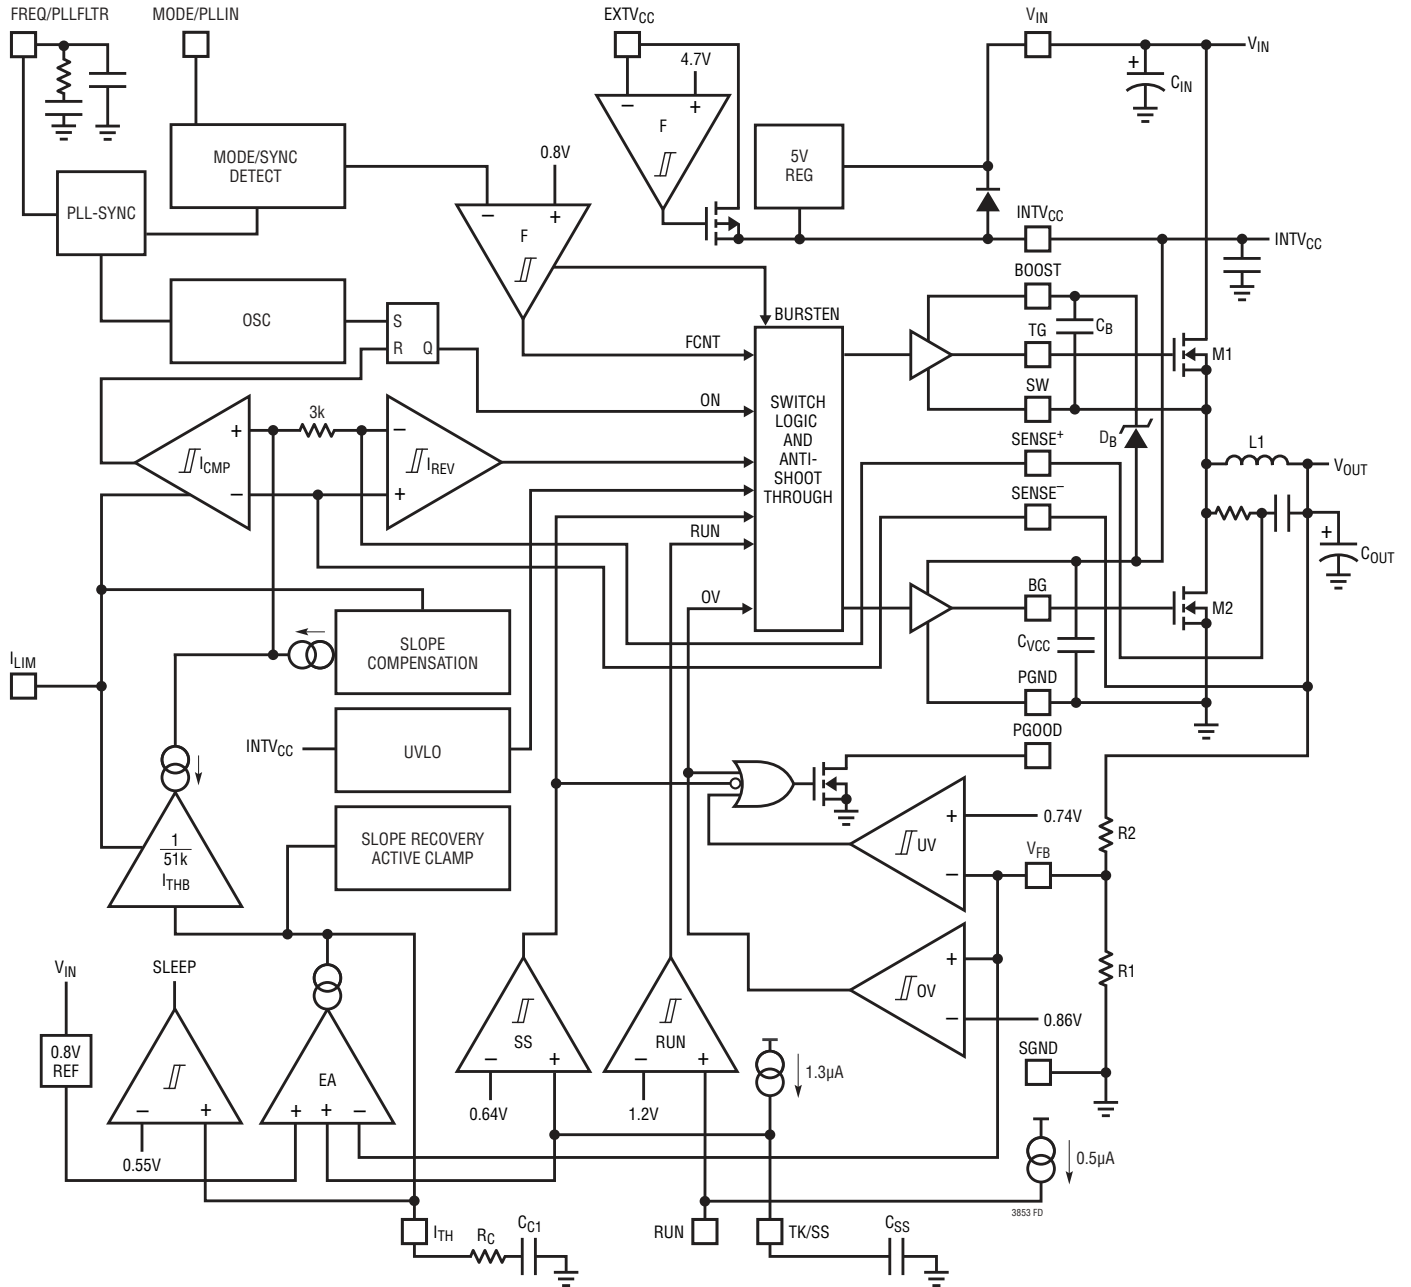 FREQ/PLLFLTR
MODE/PLLIN
EXTVCC
VIN
VIN
+
CIN
4.7V
−
+
F
MODE/SYNC
DETECT
0.8V
5V
REG
PLL-SYNC
−
+
F
INTVCC
INTVCC
OSC
S
R
Q
BURSTEN
BOOST
TG
CB
M1
FCNT
SW
ON
SWITCH
LOGIC
AND
ANTI-
SHOOT
THROUGH
3k
+
−
ICMP
−
+
IREV
SENSE+
DB
L1
VOUT
SENSE−
+
COUT
RUN
OV
BG
M2
CVCC
ILIM
SLOPE
COMPENSATION
PGND
INTVCC
UVLO
PGOOD
1
51k
ITHB
SLOPE RECOVERY
ACTIVE CLAMP
+
−
UV
0.74V
R2
VFB
+
−
OV
0.86V
R1
VIN
SLEEP
0.8V
REF
−
+
0.55V
EA
+
+
−
SS
−
+
0.64V
RUN
−
+
1.2V
1.3µA
SGND
0.5µA
3853 FD
ITH
RC
CC1
RUN
TK/SS
CSS